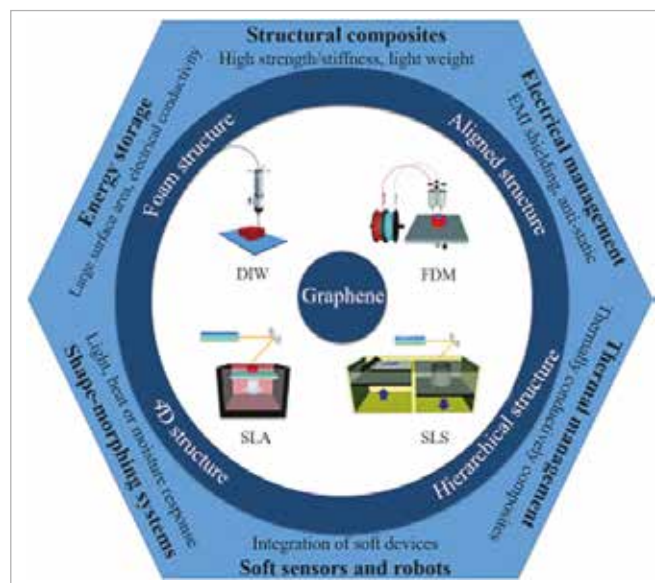 Structural composites
High strength/stiffness, light weight
Electrical management
EMI shielding, anti-static
Thermal management
Thermally conductively composites
Integration of soft devices
Soft sensors and robots
Shape-morphing systems
Light, heat or moisture response
Energy storage
Large surface area, electrical conductivity
Foam structure
Aligned structure
Hierarchical structure
4D structure
DIW
FDM
Graphene
SLA
SLS